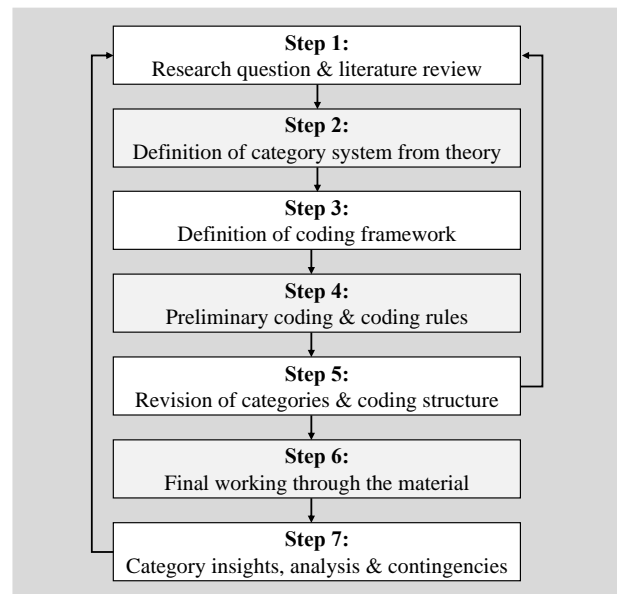 Step 1:
Research question & literature review
Step 2:
Definition of category system from theory
Step 3:
Definition of coding framework
Step 4:
Preliminary coding & coding rules
Step 5:
Revision of categories & coding structure
Step 6:
Final working through the material
Step 7:
Category insights, analysis & contingencies